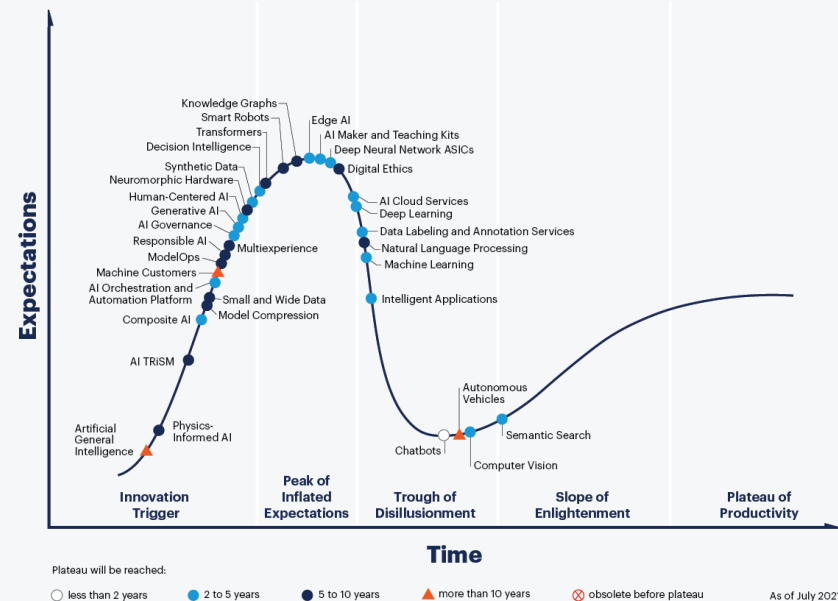 Expectations
Knowledge Graphs
Smart Robots
Transformers
Decision Intelligence
Synthetic Data
Neuromorphic Hardware
Human-Centered AI
Generative AI
AI Governance
Responsible AI
Multiexperience
ModelOps
Machine Customers
AI Orchestration and
Automation Platform
Small and Wide Data
Model Compression
Composite AI
AI TRiSM
Physics-
Informed AI
Artificial
General
Intelligence
Edge AI
AI Maker and Teaching Kits
Deep Neural Network ASICs
Digital Ethics
AI Cloud Services
Deep Learning
Data Labeling and Annotation Services
Natural Language Processing
Machine Learning
Intelligent Applications
Autonomous
Vehicles
Chatbots
Semantic Search
Computer Vision
Innovation
Trigger
Peak of
Inflated
Expectations
Trough of
Disillusionment
Slope of
Enlightenment
Plateau of
Productivity
Time
Plateau will be reached:
less than 2 years
2 to 5 years
5 to 10 years
more than 10 years
obsolete before plateau
As of July 202